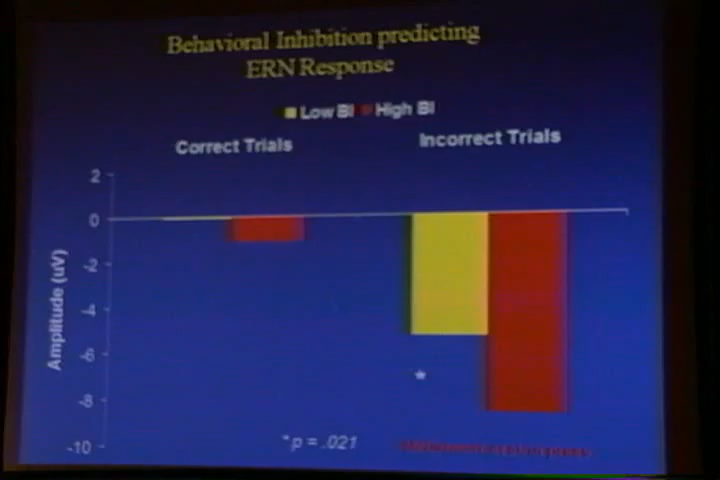 Behavioral Inhibition predicting
ERN Response
Low BI High BI
Correct Trials
Incorrect Trials
2
0
-2
-4
-6
-8
-10
Amplitude (uV)
*
*p = .021